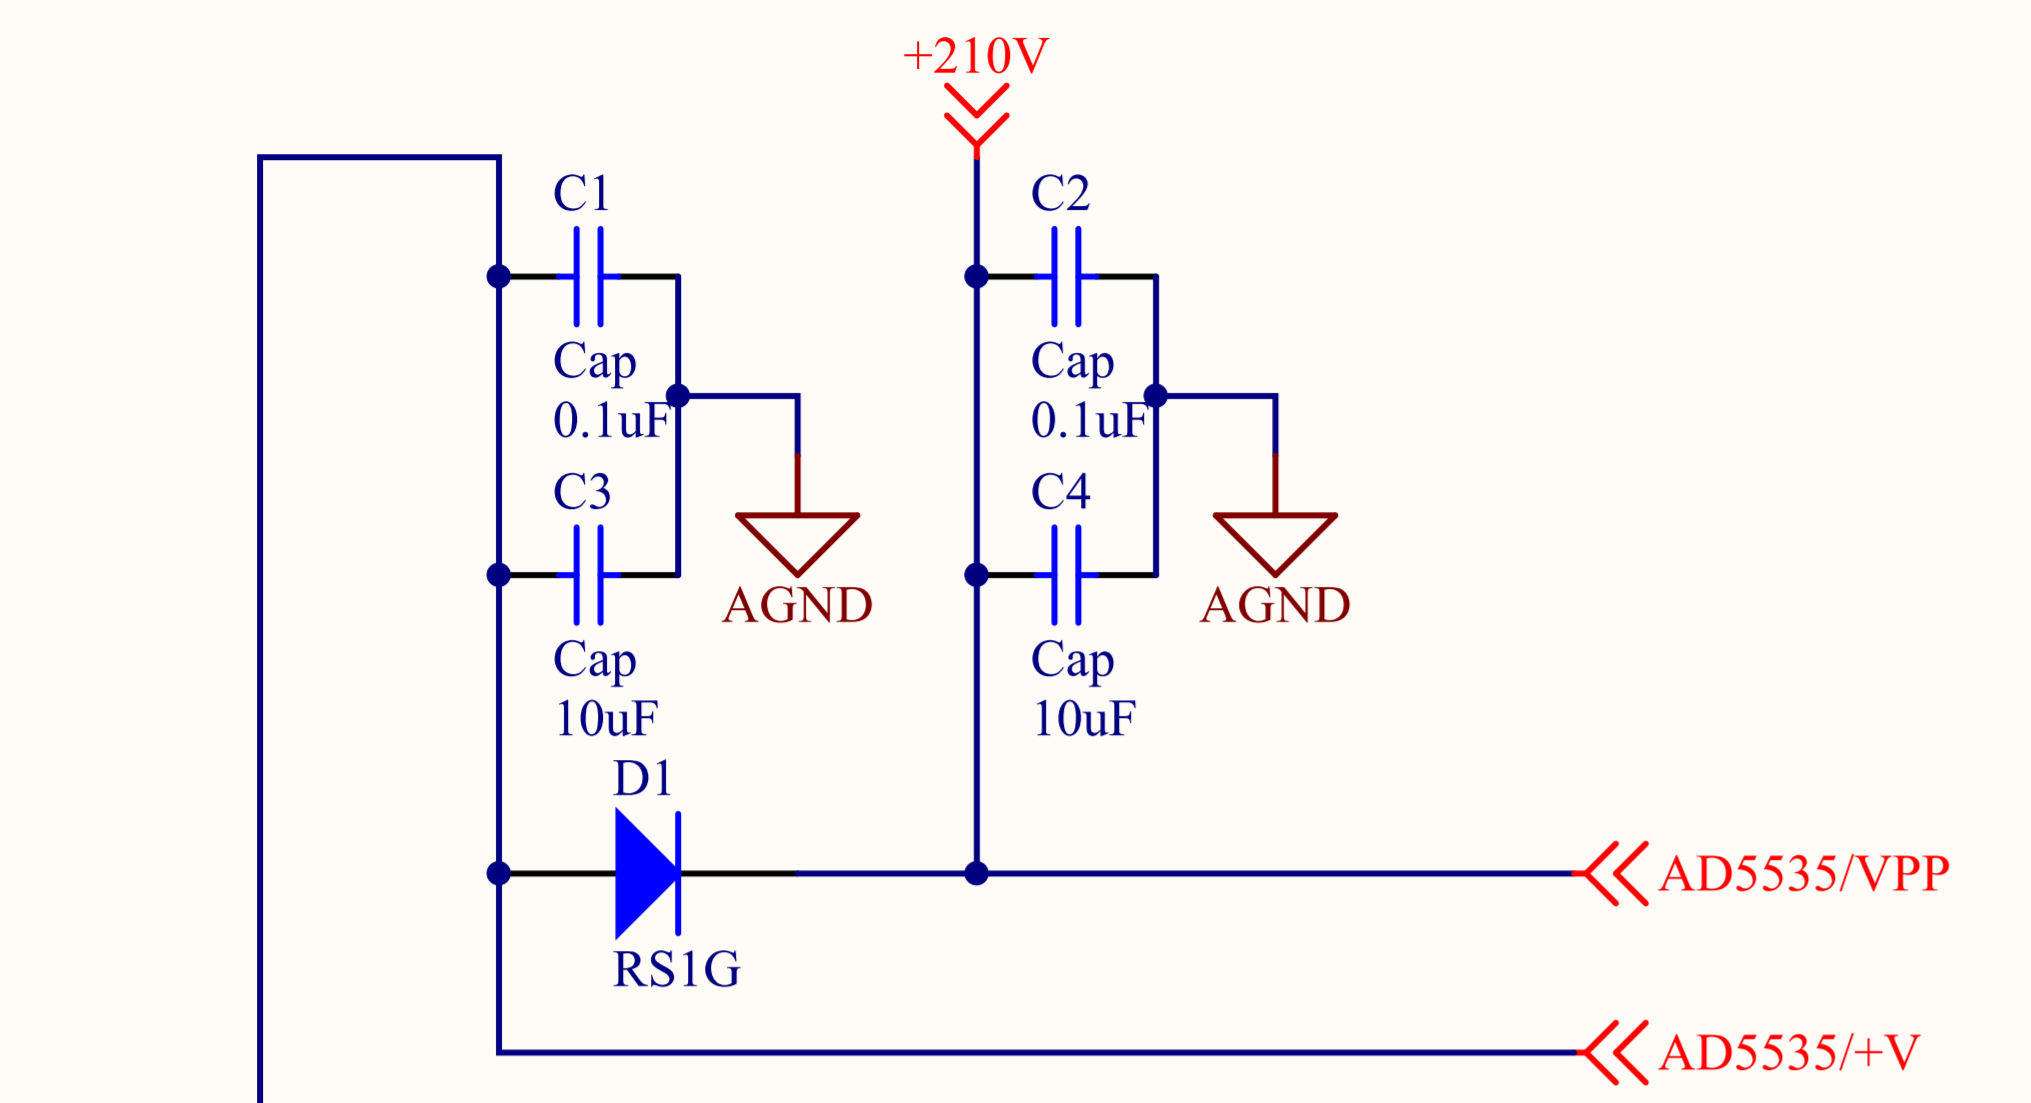 +210V
C1
Cap
0.1uF
C2
Cap
0.1uF
C3
Cap
10uF
AGND
C4
Cap
10uF
AGND
D1
RS1G
AD5535/VPP
AD5535/+V